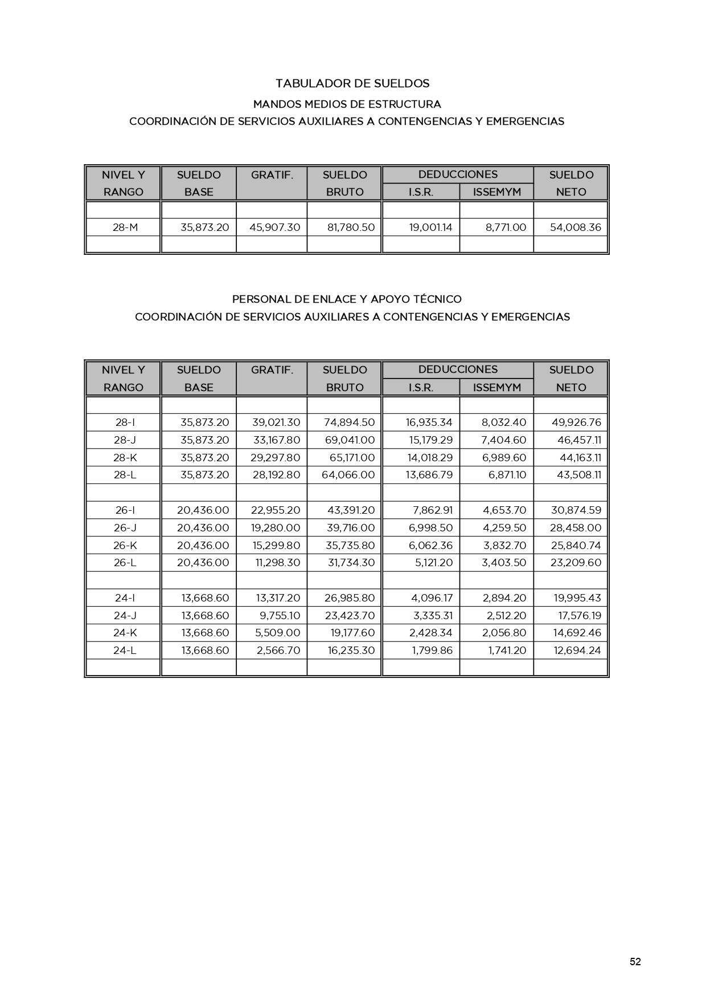 TABULADOR DE SUELDOS
MANDOS MEDIOS DE ESTRUCTURA
COORDINACIÓN DE SERVICIOS AUXILIARES A CONTENGENCIAS Y EMERGENCIAS
NIVEL Y SUELDO GRATIF. SUELDO DEDUCCIONES SUELDO
RANGO BASE BRUTO I.S.R. ISSEMYM NETO
28-M 35,873.20 45,907.30 81,780.50 19,001.14 8,771.00 54,008.36
PERSONAL DE ENLACE Y APOYO TÉCNICO
COORDINACIÓN DE SERVICIOS AUXILIARES A CONTENGENCIAS Y EMERGENCIAS
NIVEL Y SUELDO GRATIF. SUELDO DEDUCCIONES SUELDO
RANGO BASE BRUTO I.S.R. ISSEMYM NETO
28-I 35,873.20 39,021.30 74,894.50 16,935.34 8,032.40 49,926.76
28-J 35,873.20 33,167.80 69,041.00 15,179.29 7,404.60 46,457.11
28-K 35,873.20 29,297.80 65,171.00 14,018.29 6,989.60 44,163.11
28-L 35,873.20 28,192.80 64,066.00 13,686.79 6,871.10 43,508.11
26-I 20,436.00 22,955.20 43,391.20 7,862.91 4,653.70 30,874.59
26-J 20,436.00 19,280.00 39,716.00 6,998.50 4,259.50 28,458.00
26-K 20,436.00 15,299.80 35,735.80 6,062.36 3,832.70 25,840.74
26-L 20,436.00 11,298.30 31,734.30 5,121.20 3,403.50 23,209.60
24-I 13,668.60 13,317.20 26,985.80 4,096.17 2,894.20 19,995.43
24-J 13,668.60 9,755.10 23,423.70 3,335.31 2,512.20 17,576.19
24-K 13,668.60 5,509.00 19,177.60 2,428.34 2,056.80 14,692.46
24-L 13,668.60 2,566.70 16,235.30 1,799.86 1,741.20 12,694.24
52